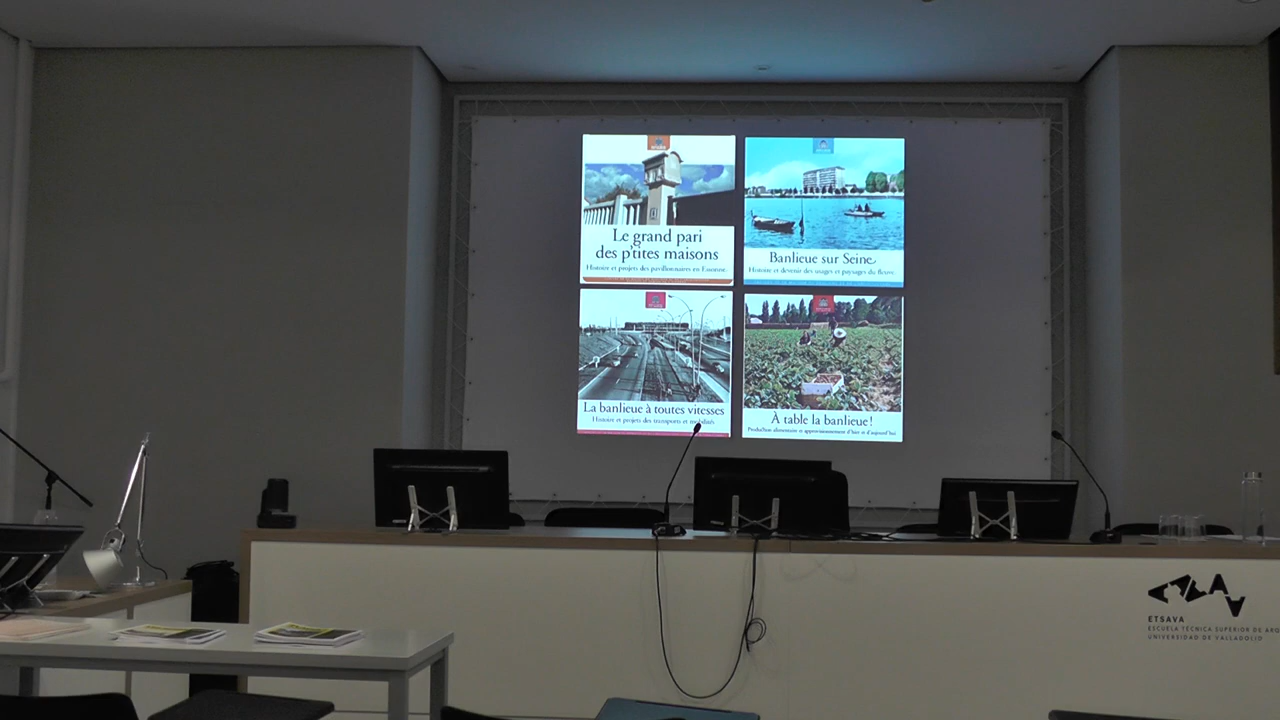 Le grand pari
des p'tites maisons
Histoire et projets des pavillonnaires en Essonne.
Banlieue sur Seine
Histoire et devenir des usages et paysages du fleuve.
La banlieue à toutes vitesses
Histoire et projets des transports et mobilités
À table la banlieue !
Production alimentaire et approvisionnement d'hier et d'aujourd'hui
ETSAVA
ESCUELA TÉCNICA SUPERIOR DE ARQ
UNIVERSIDAD DE VALLADOLID